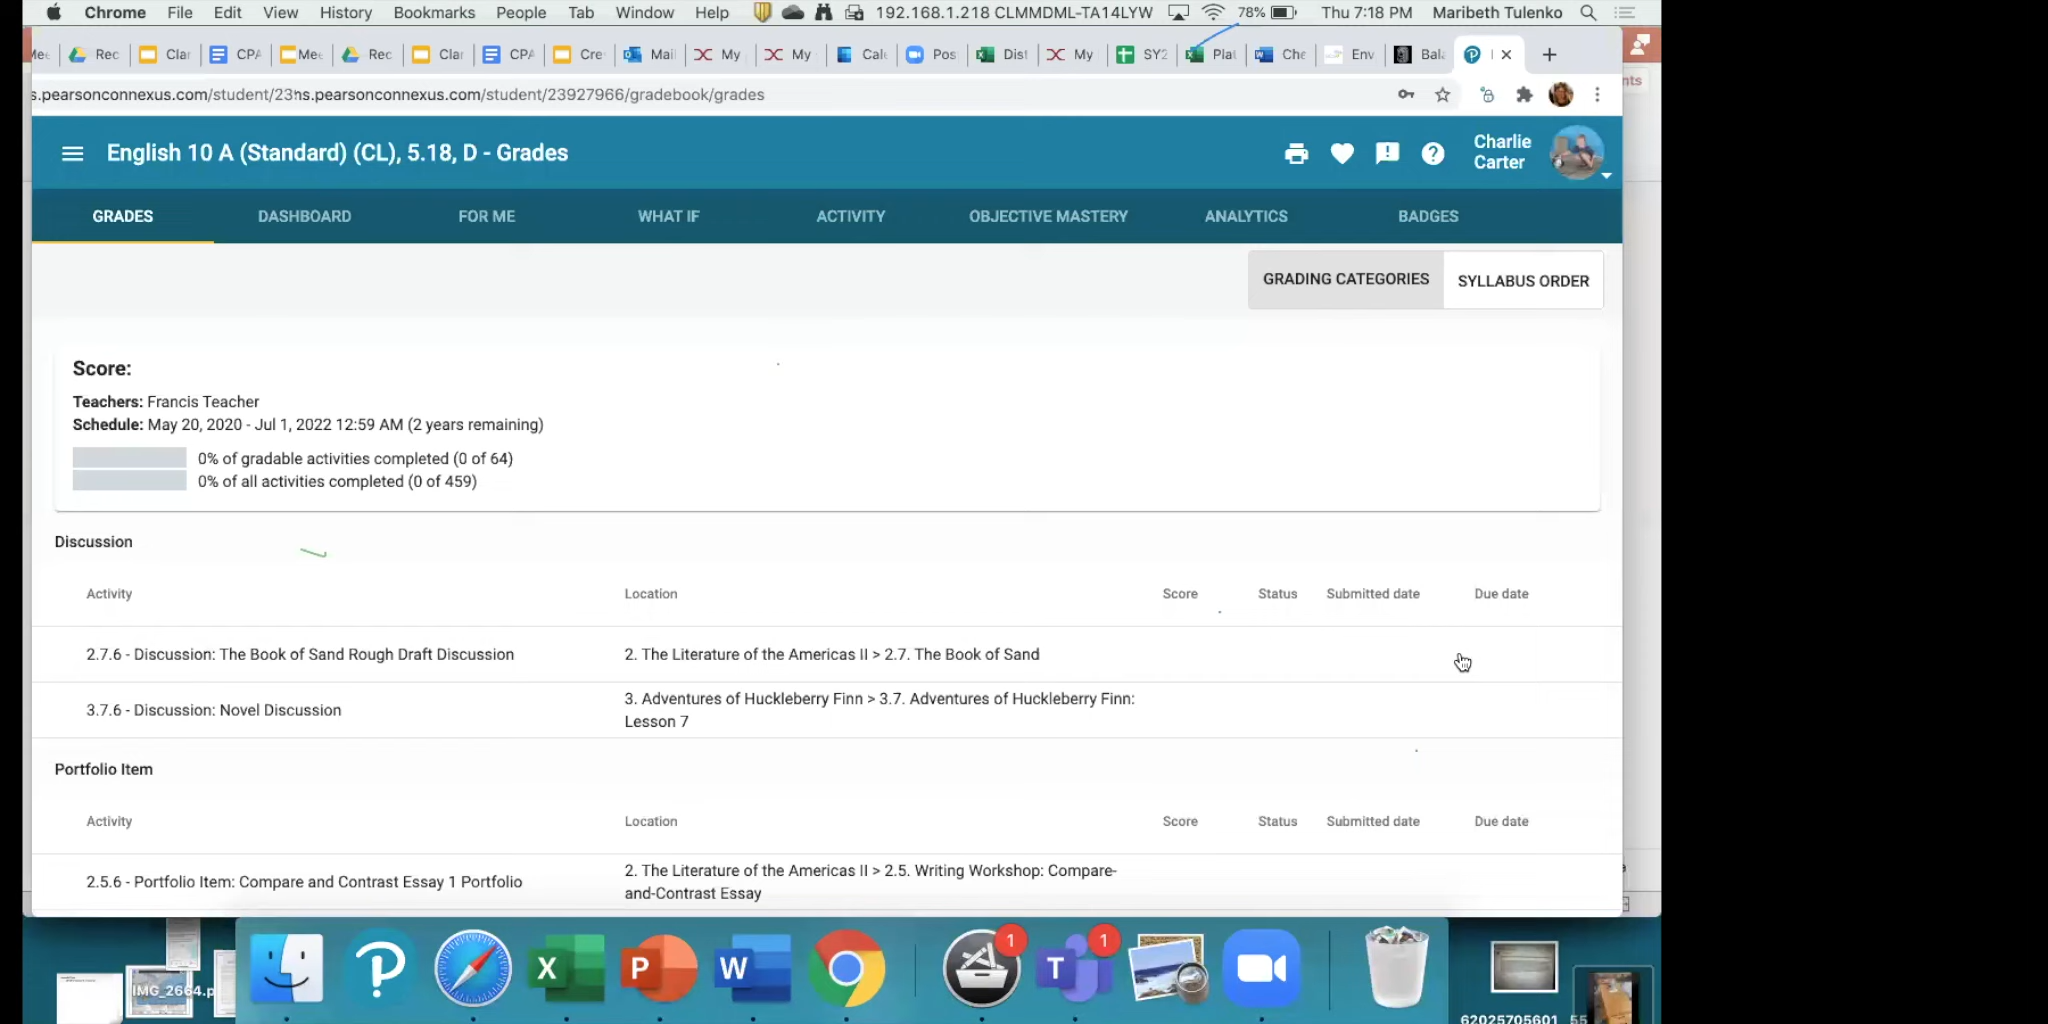 Chrome File Edit View History Bookmarks People Tab Window Help 192.168.1.218 CLMMDML-TA14LYW 78% Thu 7:18 PM Maribeth Tulenko
Rec Clar CPA Mee Rec Clar CPA Cre Mail My My Cale Pos Dist My SY2 Plat Che Env Bala
s.pearsonconnexus.com/student/23 s.pearsonconnexus.com/student/23927966/gradebook/grades
nts
English 10 A (Standard) (CL), 5.18, D - Grades
Charlie
Carter
GRADES DASHBOARD FOR ME WHAT IF ACTIVITY OBJECTIVE MASTERY ANALYTICS BADGES
GRADING CATEGORIES SYLLABUS ORDER
Score:
Teachers: Francis Teacher
Schedule: May 20, 2020 - Jul 1, 2022 12:59 AM (2 years remaining)
0% of gradable activities completed (0 of 64)
0% of all activities completed (0 of 459)
Discussion
Activity Location Score Status Submitted date Due date
2.7.6 - Discussion: The Book of Sand Rough Draft Discussion 2. The Literature of the Americas II > 2.7. The Book of Sand
3.7.6 - Discussion: Novel Discussion 3. Adventures of Huckleberry Finn > 3.7. Adventures of Huckleberry Finn:
Lesson 7
Portfolio Item
Activity Location Score Status Submitted date Due date
2.5.6 - Portfolio Item: Compare and Contrast Essay 1 Portfolio 2. The Literature of the Americas II > 2.5. Writing Workshop: Compare-
and-Contrast Essay
X P W 1 T 1
IMG_2664.p
62025705601 55